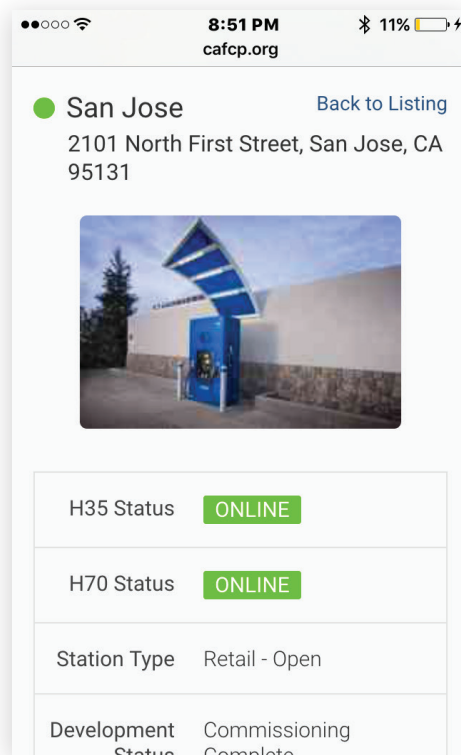 8:51 PM
11%
cafcp.org
San Jose
Back to Listing
2101 North First Street, San Jose, CA
95131
H35 Status
ONLINE
H70 Status
ONLINE
Station Type
Retail - Open
Development
Commissioning
Status
Complete